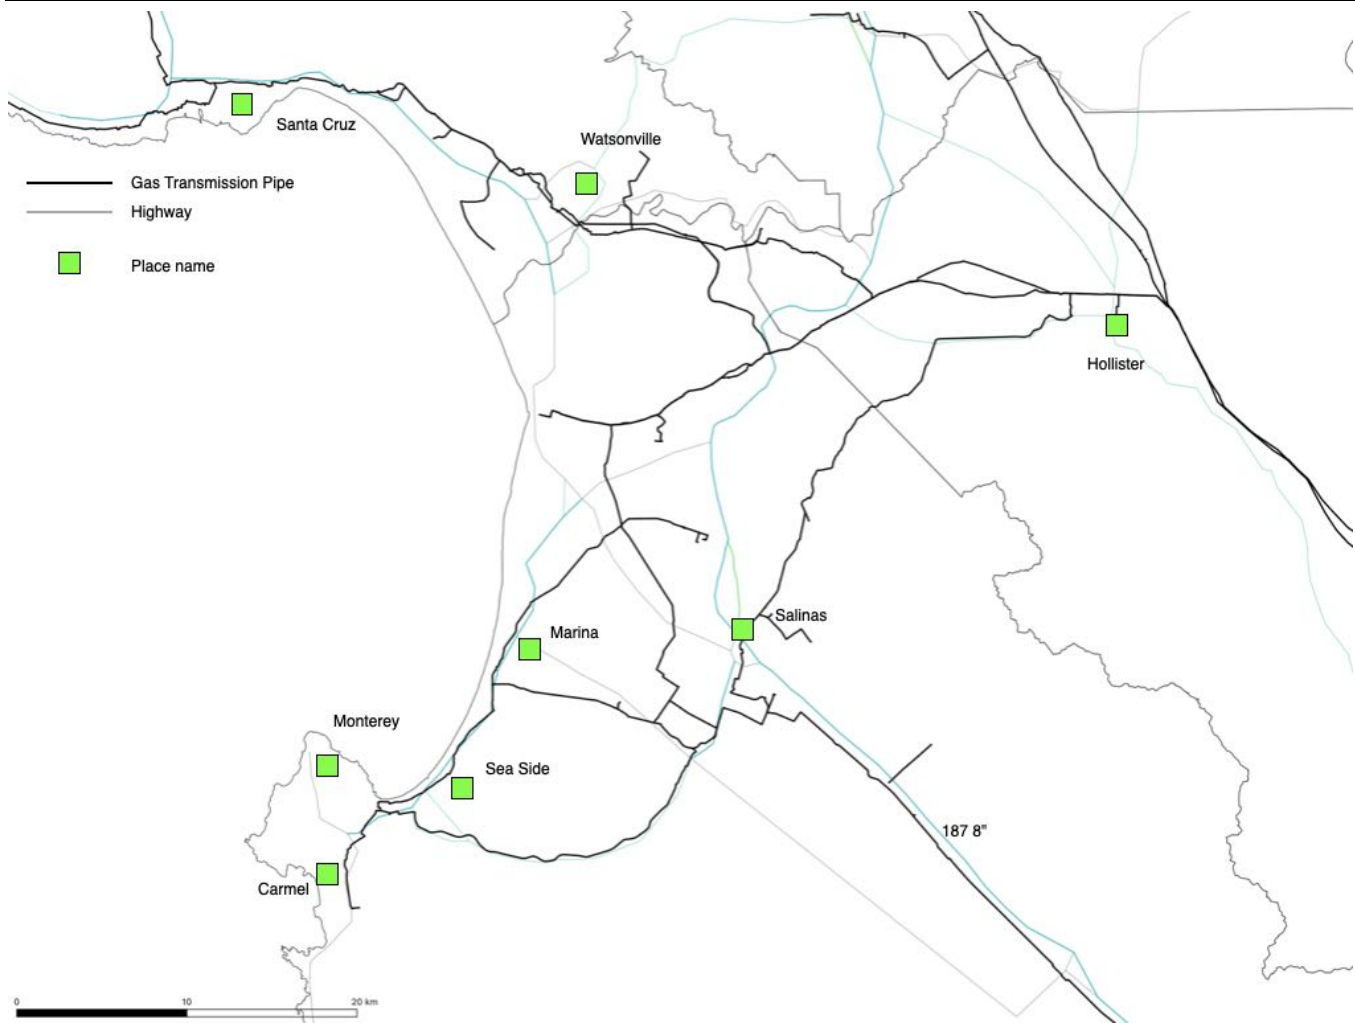 Santa Cruz
Watsonville
Gas Transmission Pipe
Highway
Place name
Hollister
Salinas
Marina
Monterey
Sea Side
187 8"
Carmel
0 10 20 km